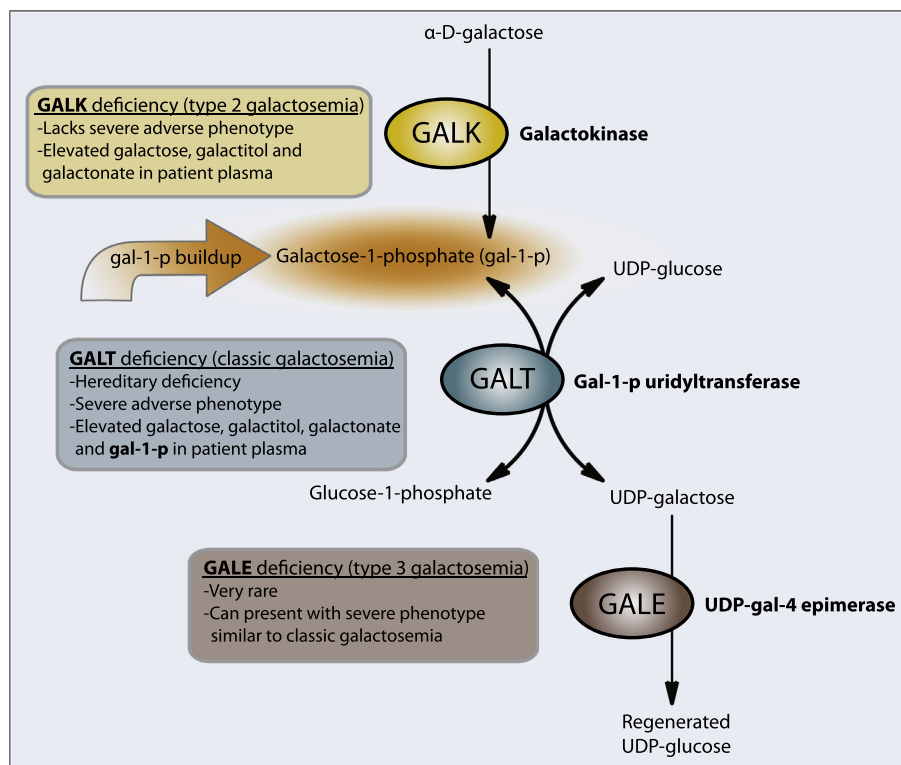 α-D-galactose
GALK deficiency (type 2 galactosemia)
-Lacks severe adverse phenotype
-Elevated galactose, galactitol and
galactonate in patient plasma
GALK
Galactokinase
gal-1-p buildup
Galactose-1-phosphate (gal-1-p)
UDP-glucose
GALT deficiency (classic galactosemia)
-Hereditary deficiency
-Severe adverse phenotype
-Elevated galactose, galactitol, galactonate
and gal-1-p in patient plasma
GALT
Gal-1-p uridyltransferase
Glucose-1-phosphate
UDP-galactose
GALE deficiency (type 3 galactosemia)
-Very rare
-Can present with severe phenotype
similar to classic galactosemia
GALE
UDP-gal-4 epimerase
Regenerated
UDP-glucose